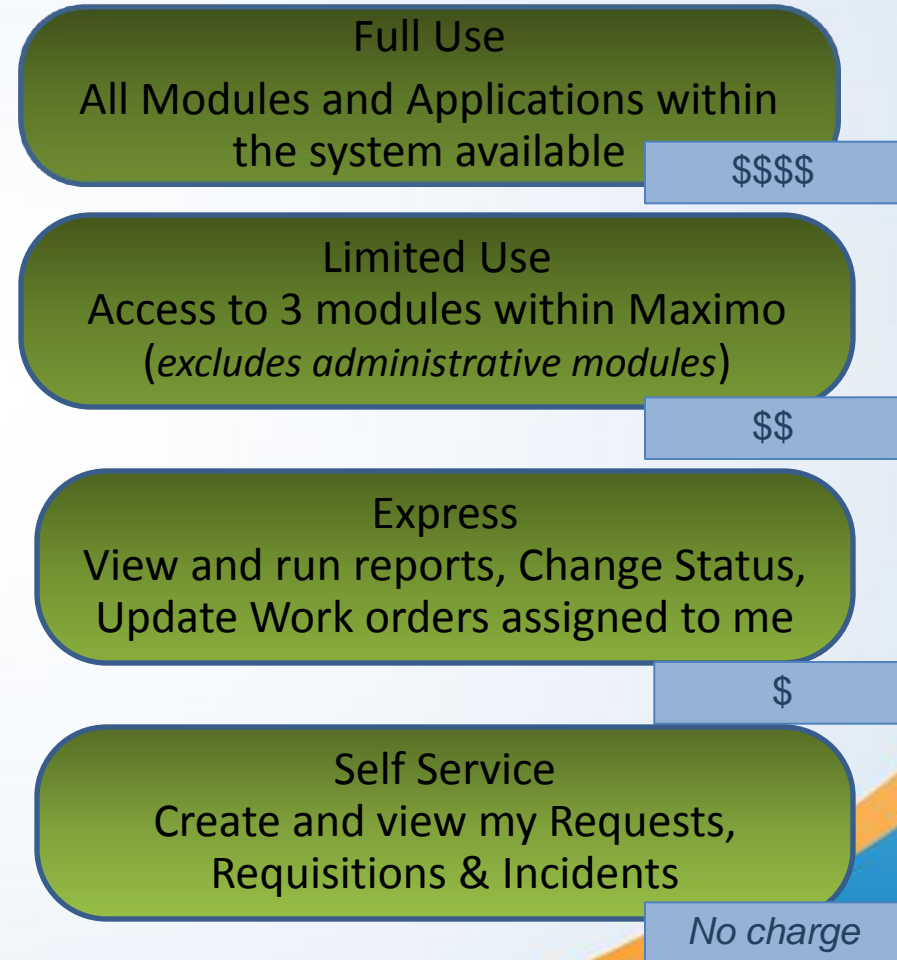 Full Use
All Modules and Applications within
the system available
$$$$
Limited Use
Access to 3 modules within Maximo
(excludes administrative modules)
$$
Express
View and run reports, Change Status,
Update Work orders assigned to me
$
Self Service
Create and view my Requests,
Requisitions & Incidents
No charge